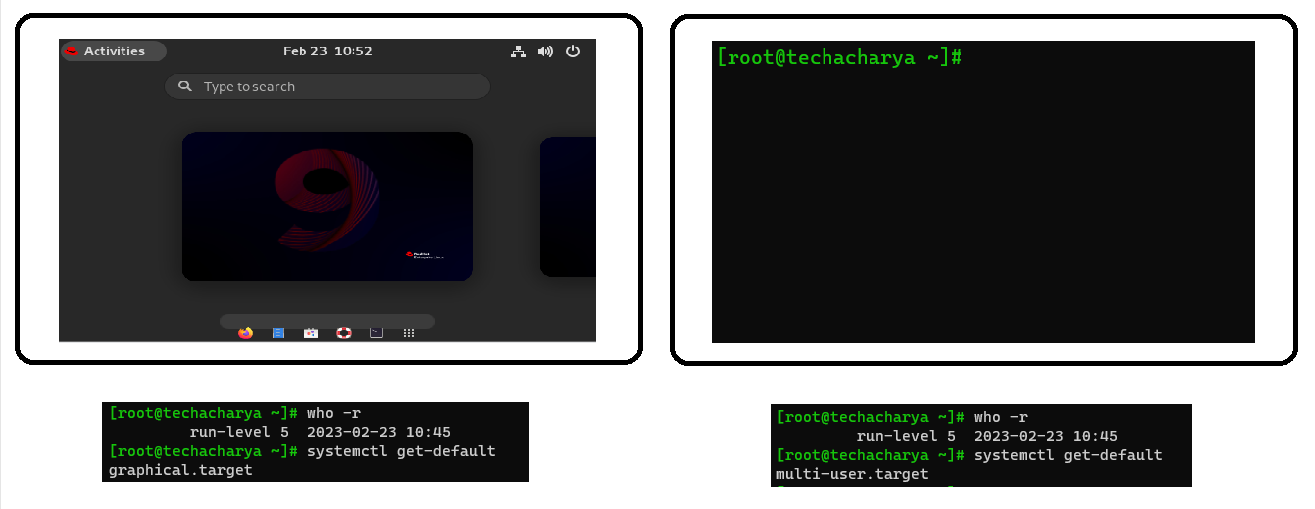 Activities
Feb 23 10:52
Type to search
[root@techacharya ~]#
[root@techacharya ~]# who -r
run-level 5 2023-02-23 10:45
[root@techacharya ~]# systemctl get-default
graphical.target
[root@techacharya ~]# who -r
run-level 5 2023-02-23 10:45
[root@techacharya ~]# systemctl get-default
multi-user.target